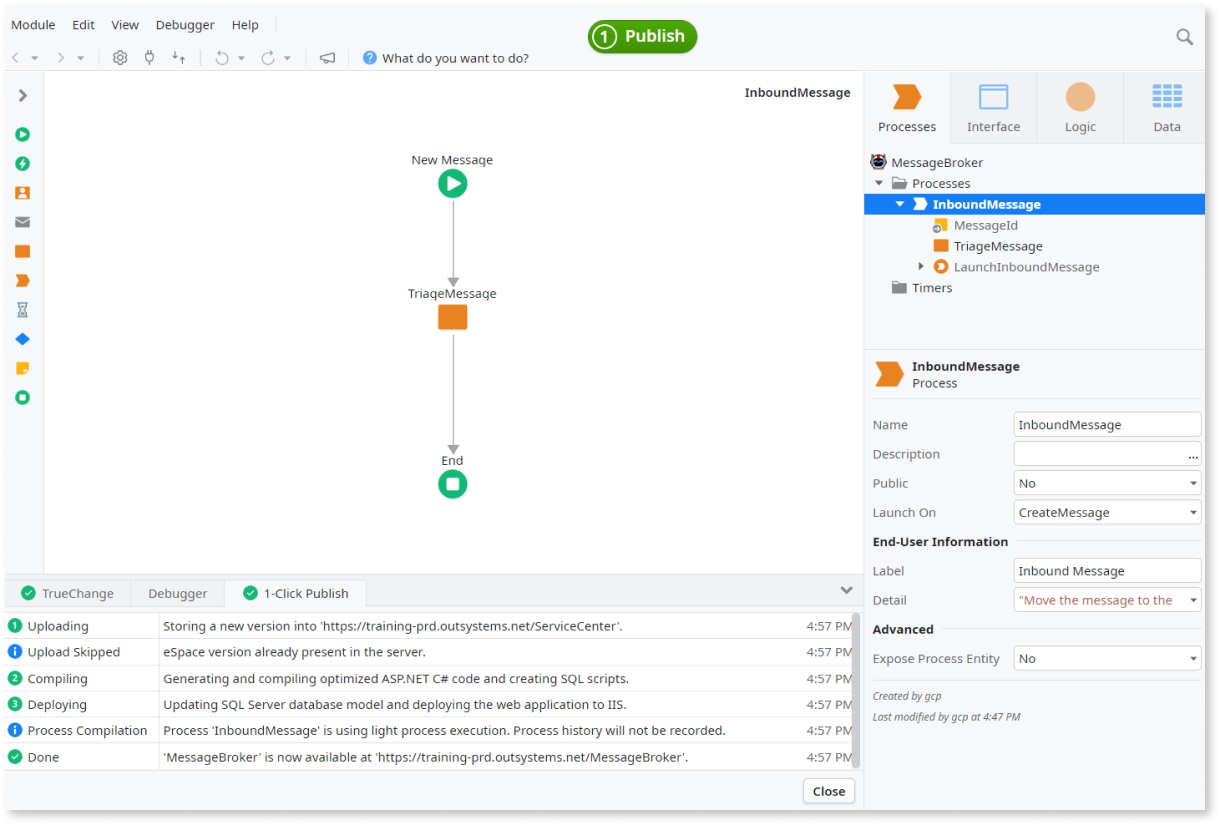 Module Edit View Debugger Help
1 Publish
? What do you want to do?
InboundMessage
New Message
TriageMessage
End
Processes Interface Logic Data
MessageBroker
Processes
InboundMessage
MessageId
TriageMessage
LaunchInboundMessage
Timers
InboundMessage
Process
Name InboundMessage
Description ...
Public No
Launch On CreateMessage
End-User Information
Label Inbound Message
Detail "Move the message to the
Advanced
Expose Process Entity No
Created by gcp
Last modified by gcp at 4:47 PM
TrueChange Debugger 1-Click Publish
1 Uploading Storing a new version into 'https://training-prd.outsystems.net/ServiceCenter'. 4:57 PM
i Upload Skipped eSpace version already present in the server. 4:57 PM
2 Compiling Generating and compiling optimized ASP.NET C# code and creating SQL scripts. 4:57 PM
3 Deploying Updating SQL Server database model and deploying the web application to IIS. 4:57 PM
i Process Compilation Process 'InboundMessage' is using light process execution. Process history will not be recorded. 4:57 PM
Done 'MessageBroker' is now available at 'https://training-prd.outsystems.net/MessageBroker'. 4:57 PM
Close